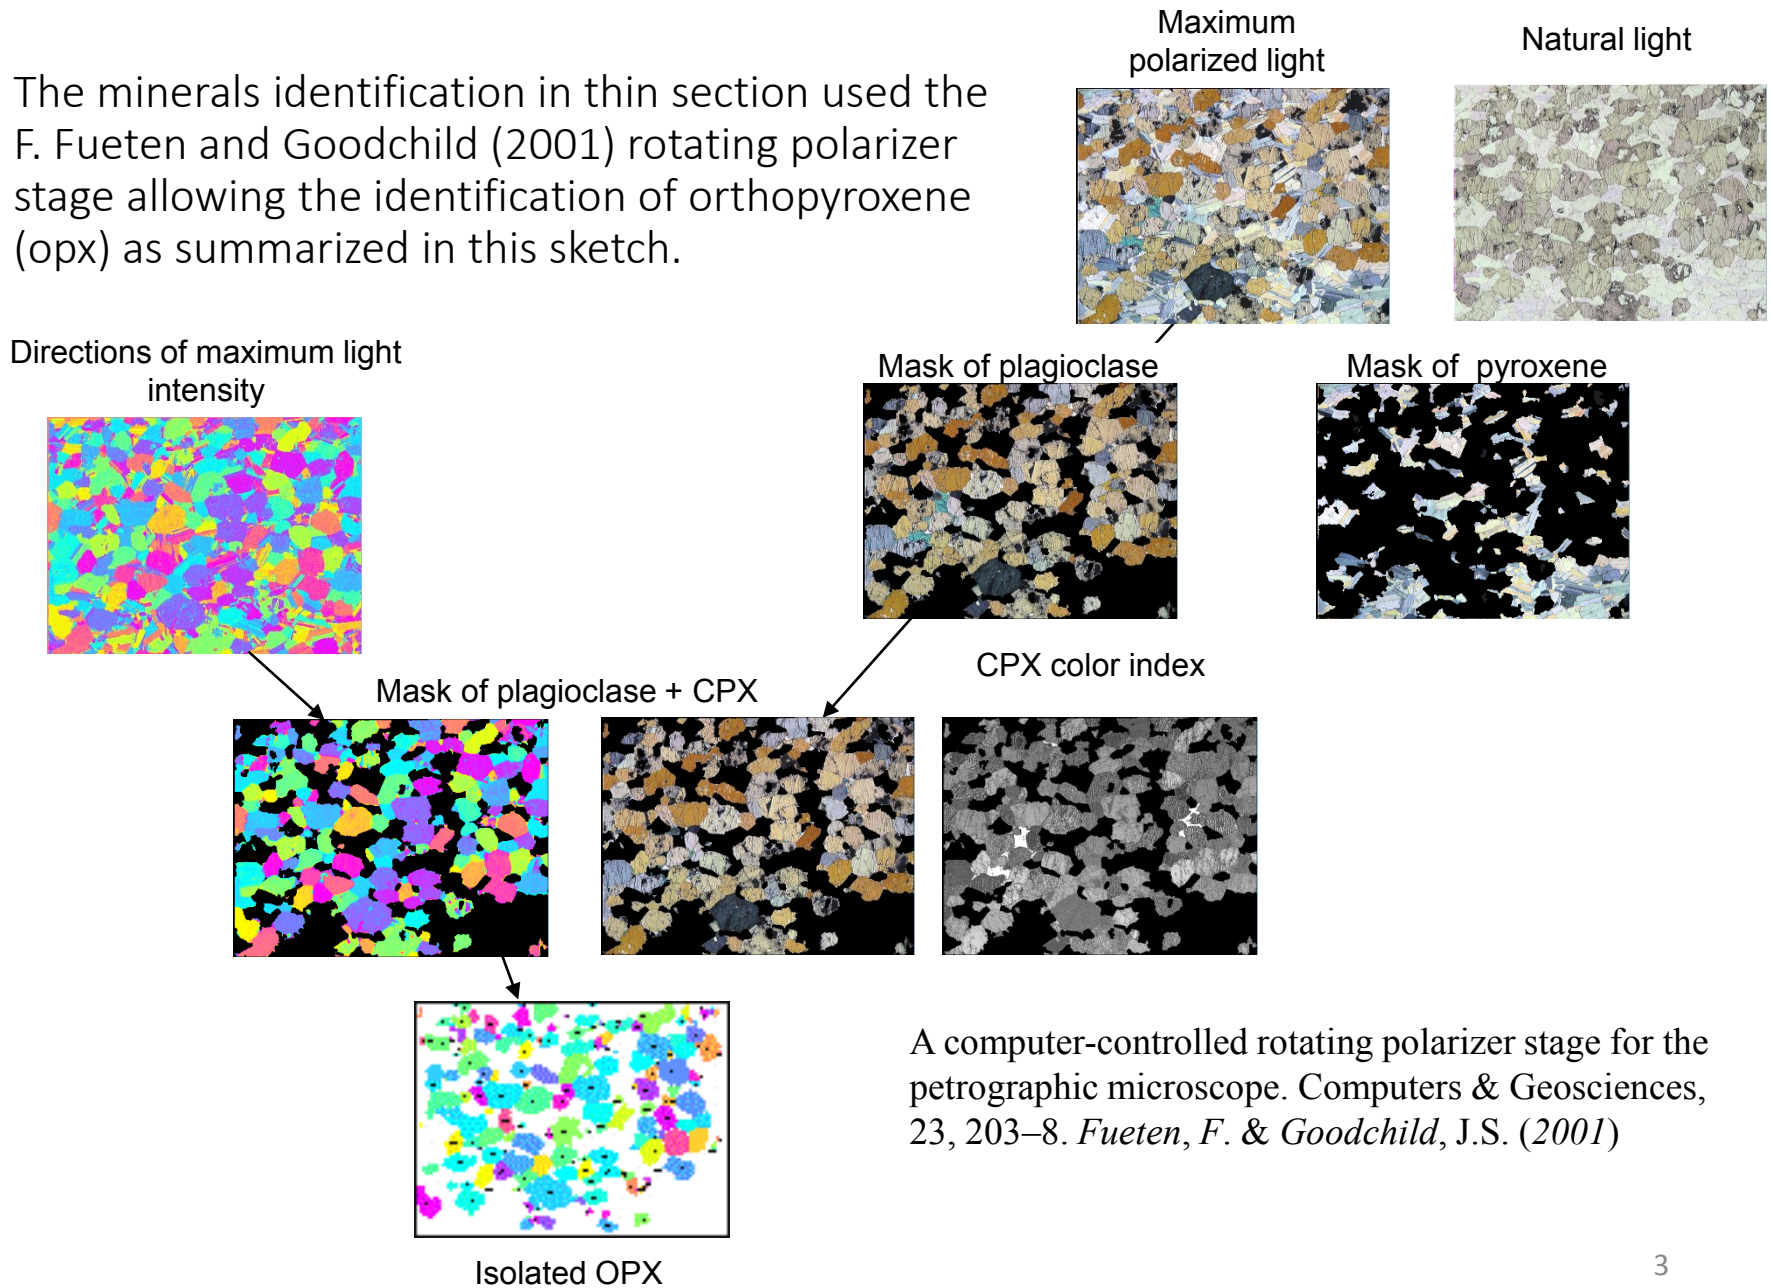 Maximum
polarized light
Natural light
The minerals identification in thin section used the
F. Fueten and Goodchild (2001) rotating polarizer
stage allowing the identification of orthopyroxene
(opx) as summarized in this sketch.
Directions of maximum light
intensity
Mask of plagioclase
Mask of  pyroxene
Mask of plagioclase + CPX
CPX color index
A computer-controlled rotating polarizer stage for the
petrographic microscope. Computers & Geosciences,
23, 203–8. Fueten, F. & Goodchild, J.S. (2001)
Isolated OPX
3